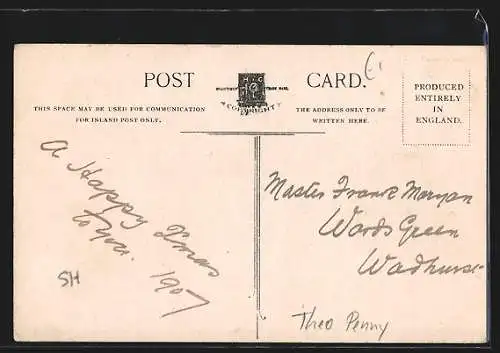 POST CARD.
H.I.G
COPYRIGHT
THIS SPACE MAY BE USED FOR COMMUNICATION
FOR INLAND POST ONLY.
THE ADDRESS ONLY TO BE
WRITTEN HERE.
PRODUCED
ENTIRELY
IN
ENGLAND.
£1
A Happy Xmas
to You. 1907
SH
Master Frank Morgan
Words Green
Wadhurst
Theo Penny